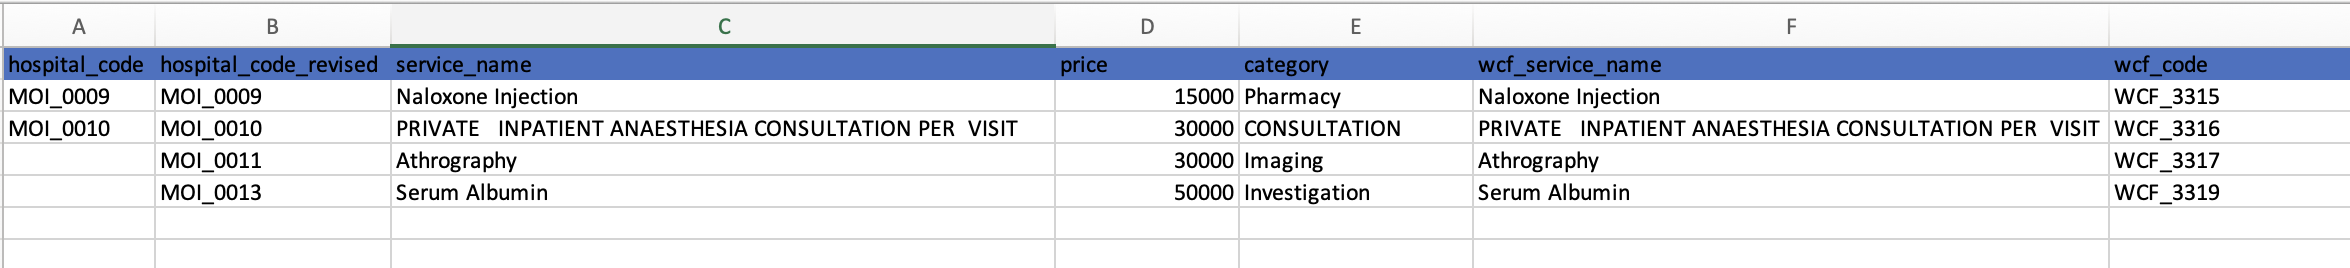 A B C D E F
hospital_code hospital_code_revised service_name price category wcf_service_name wcf_code
MOI_0009 MOI_0009 Naloxone Injection 15000 Pharmacy Naloxone Injection WCF_3315
MOI_0010 MOI_0010 PRIVATE   INPATIENT ANAESTHESIA CONSULTATION PER  VISIT 30000 CONSULTATION PRIVATE   INPATIENT ANAESTHESIA CONSULTATION PER  VISIT WCF_3316
MOI_0011 Athrography 30000 Imaging Athrography WCF_3317
MOI_0013 Serum Albumin 50000 Investigation Serum Albumin WCF_3319